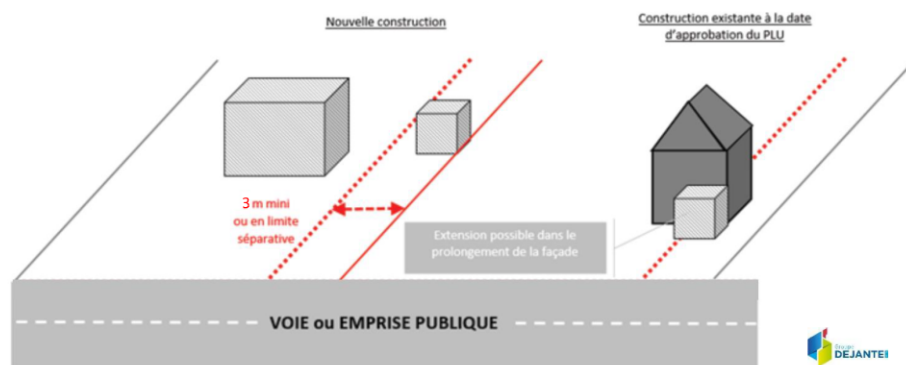 Nouvelle construction
Construction existante à la date
d'approbation du PLU
3 m mini
ou en limite
séparative
Extension possible dans le
prolongement de la façade
VOIE ou EMPRISE PUBLIQUE
DEJANTE